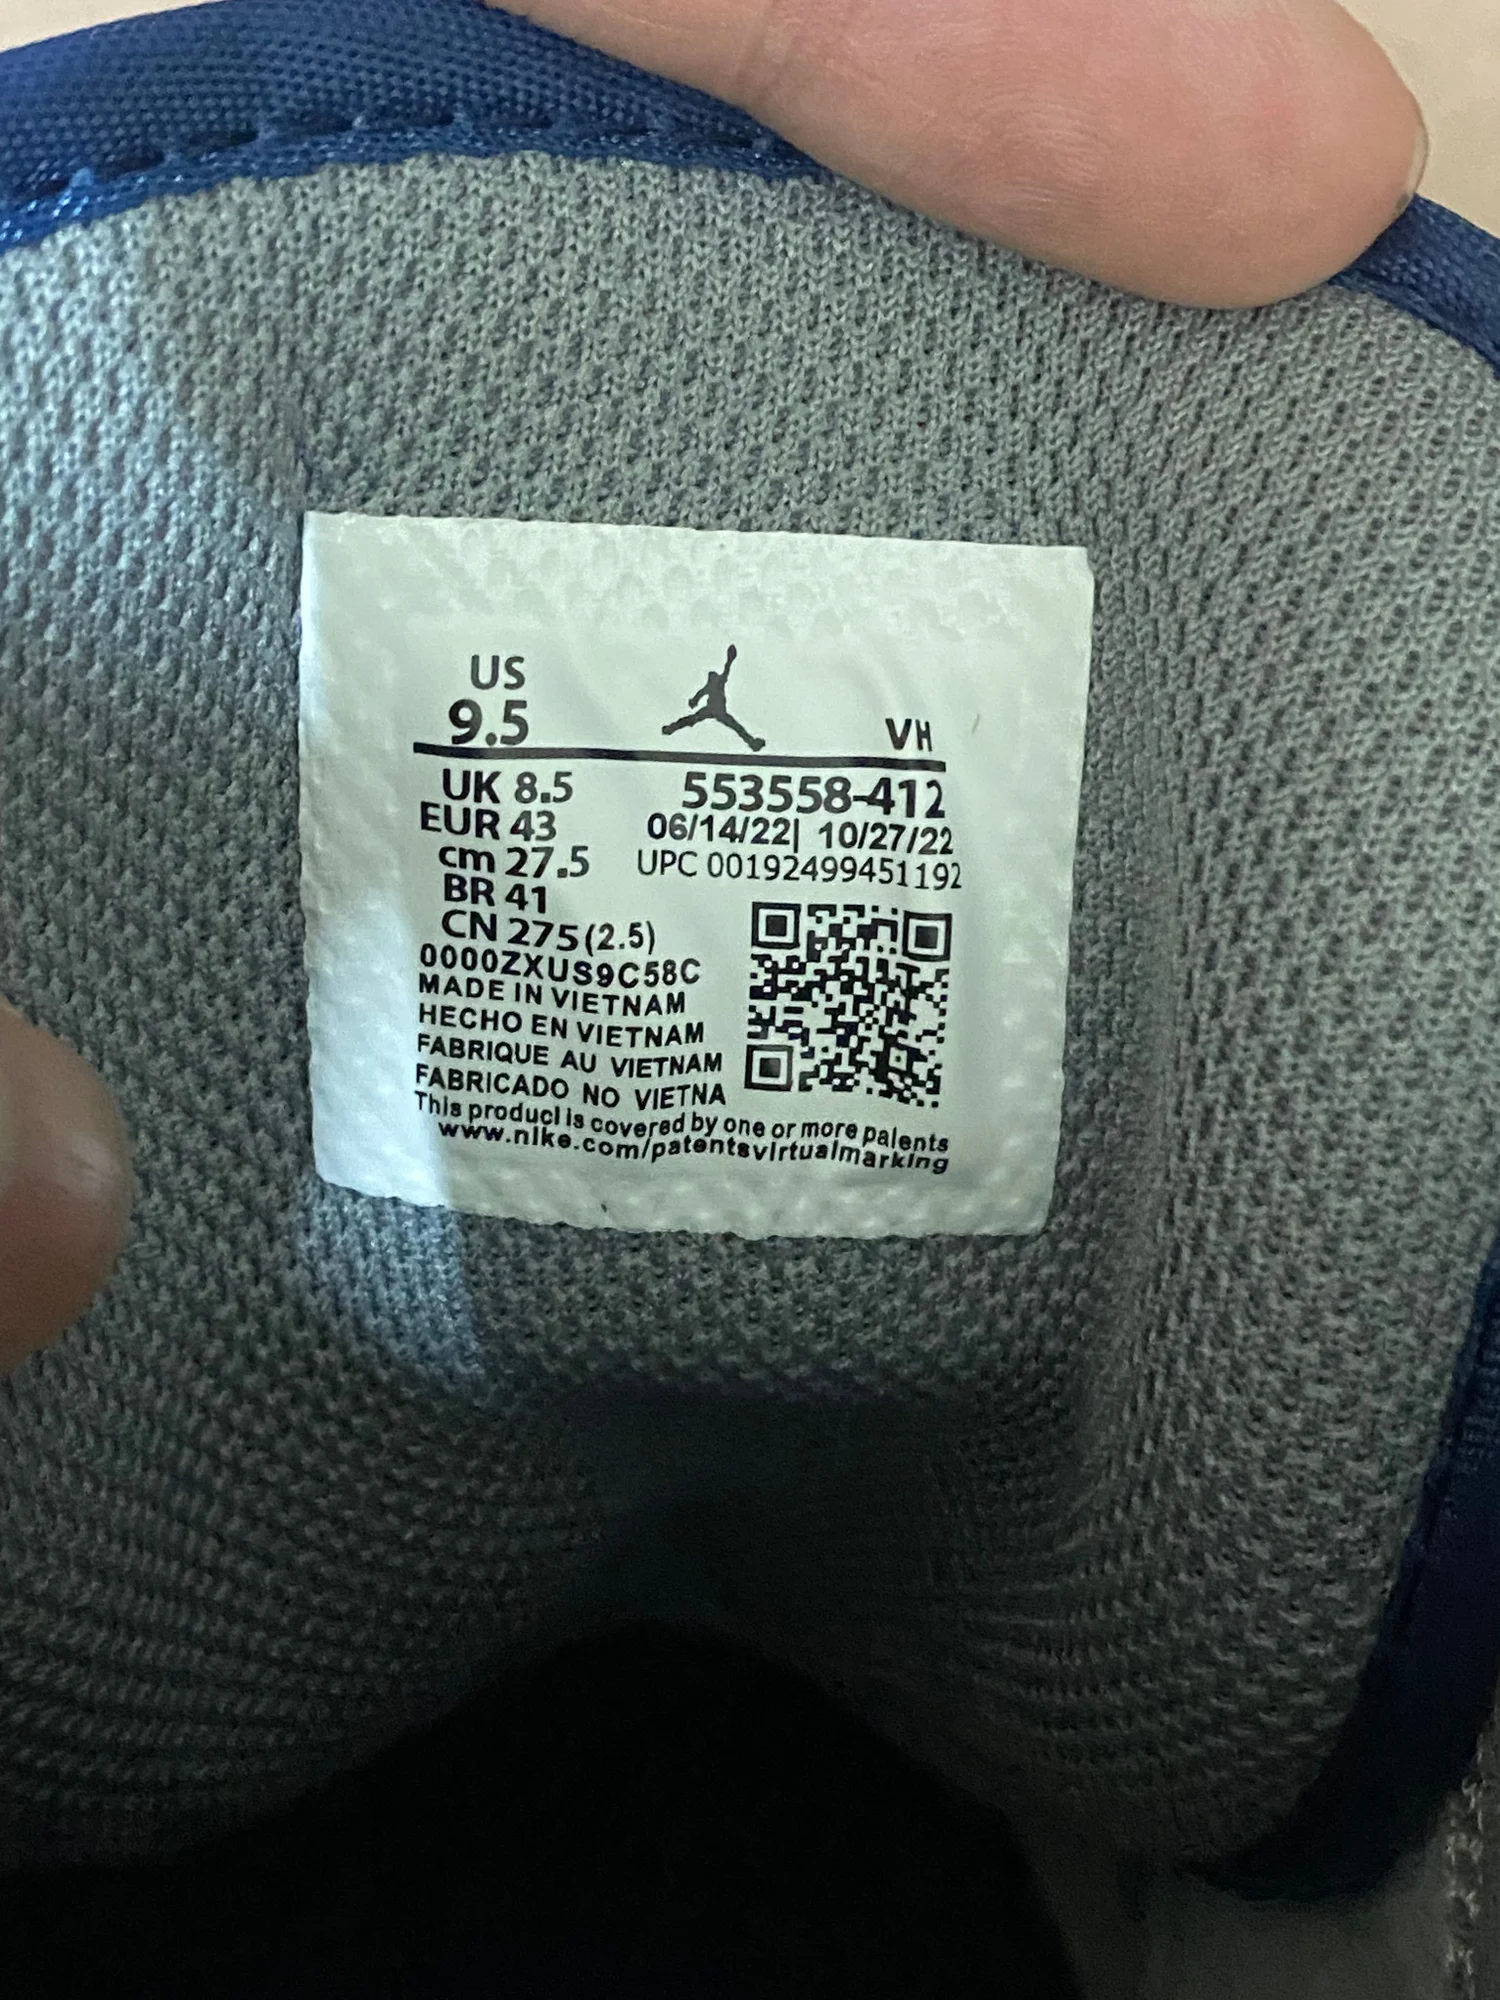 US
9.5
VH
UK 8.5
553558-412
EUR 43
06/14/22| 10/27/22
cm 27.5
UPC 00192499451192
BR 41
CN 275(2.5)
0000ZXUS9C58C
MADE IN VIETNAM
HECHO EN VIETNAM
FABRIQUE AU VIETNAM
FABRICADO NO VIETNA
This product is covered by one or more patents
www.nike.com/patentsvirtualmarking